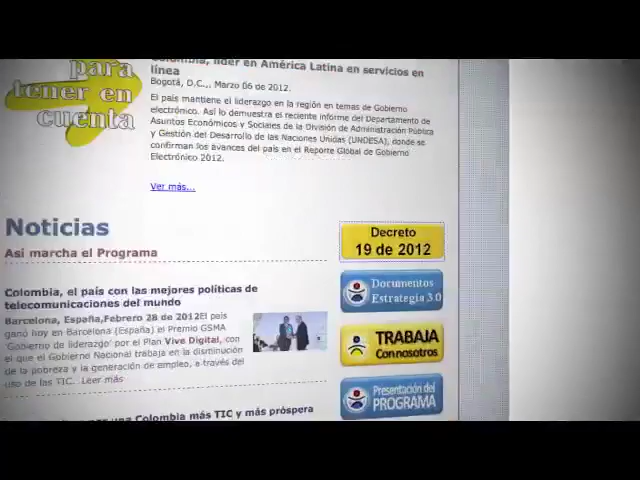 para
tener en
cuenta
Colombia, líder en América Latina en servicios en
línea
Bogotá, D.C.,, Marzo 06 de 2012.
El país mantiene el liderazgo en la región en temas de Gobierno
electrónico. Así lo demuestra el reciente informe del Departamento de
Asuntos Económicos y Sociales de la División de Administración Pública
y Gestión del Desarrollo de las Naciones Unidas (UNDESA), donde se
confirman los avances del país en el Reporte Global de Gobierno
Electrónico 2012.
Ver más...
Noticias
Así marcha el Programa
Colombia, el país con las mejores políticas de
telecomunicaciones del mundo
Barcelona, España,Febrero 28 de 2012El país
ganó hoy en Barcelona (España) el Premio GSMA
'Gobierno de liderazgo' por el Plan Vive Digital, con
el que el Gobierno Nacional trabaja en la disminución
de la pobreza y la generación de empleo, a través del
uso de las TIC. Leer más
por una Colombia más TIC y más próspera
Decreto
19 de 2012
Documentos
Estrategia 3.0
TRABAJA
Con nosotros
Presentación del
PROGRAMA